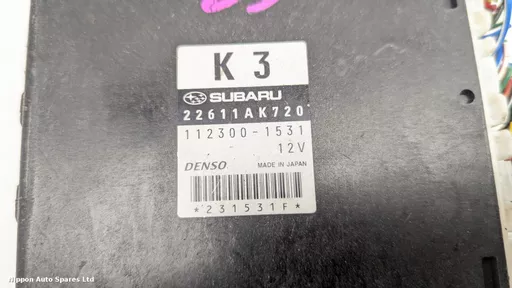 K 3
SUBARU
22611AK720
112300-1531
12V
DENSO MADE IN JAPAN
*231531F*
Nippon Auto Spares Ltd